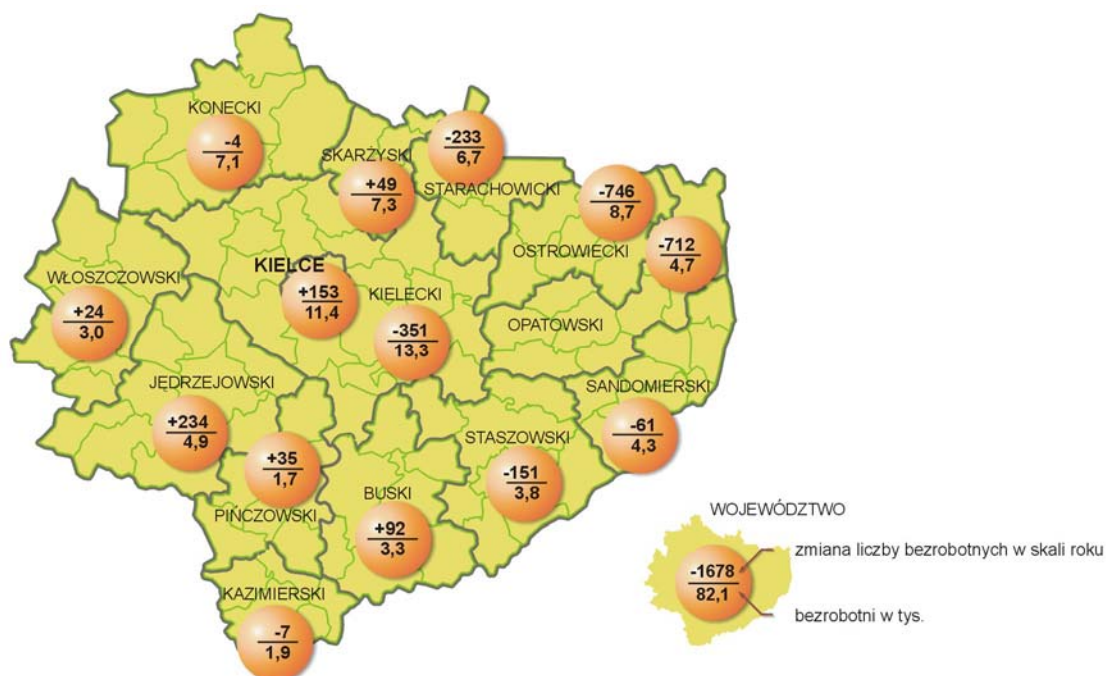 KONECKI
-4
7,1
SKARŻYSKI
+49
7,3
-233
6,7
STARACHOWICKI
-746
8,7
OSTROWIECKI
-712
4,7
OPATOWSKI
WŁOSZCZOWSKI
+24
3,0
KIELCE
+153
11,4
KIELECKI
-351
13,3
JĘDRZEJOWSKI
+234
4,9
SANDOMIERSKI
-61
4,3
STASZOWSKI
-151
3,8
+35
1,7
PIŃCZOWSKI
BUSKI
+92
3,3
KAZIMIERSKI
-7
1,9
WOJEWÓDZTWO
-1678
82,1
zmiana liczby bezrobotnych w skali roku
bezrobotni w tys.